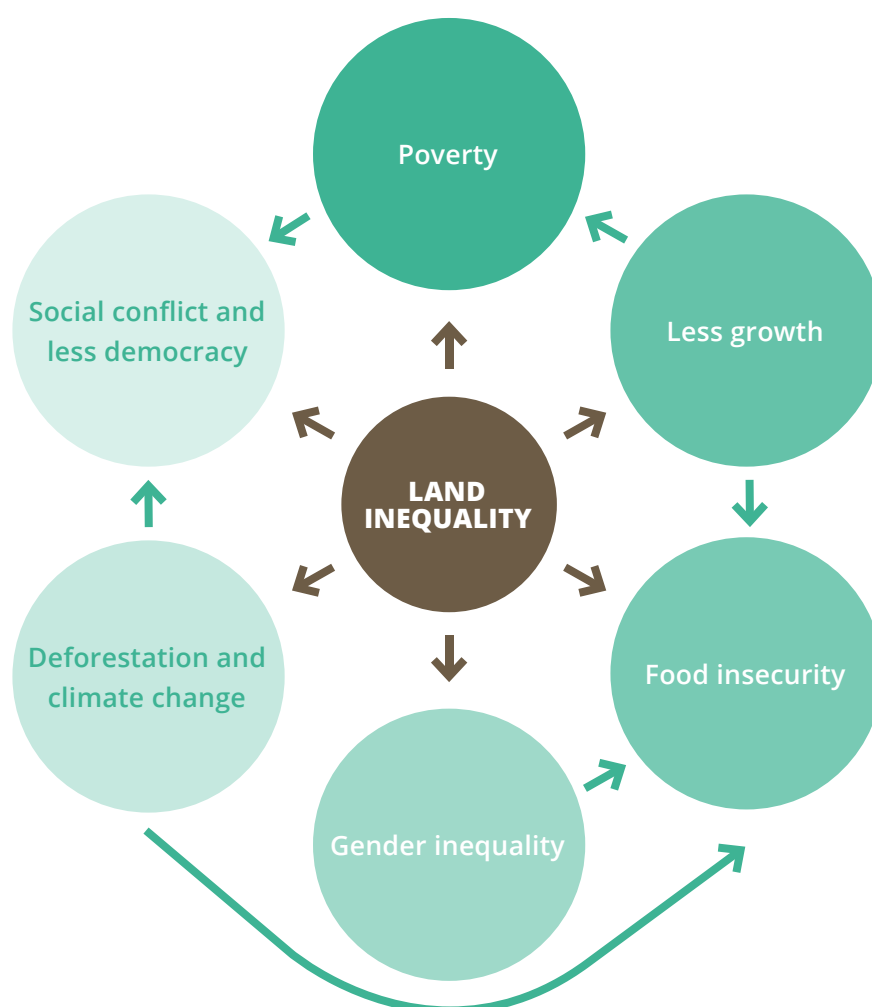 Poverty
Social conflict and
less democracy
Less growth
LAND
INEQUALITY
Deforestation and
climate change
Food insecurity
Gender inequality